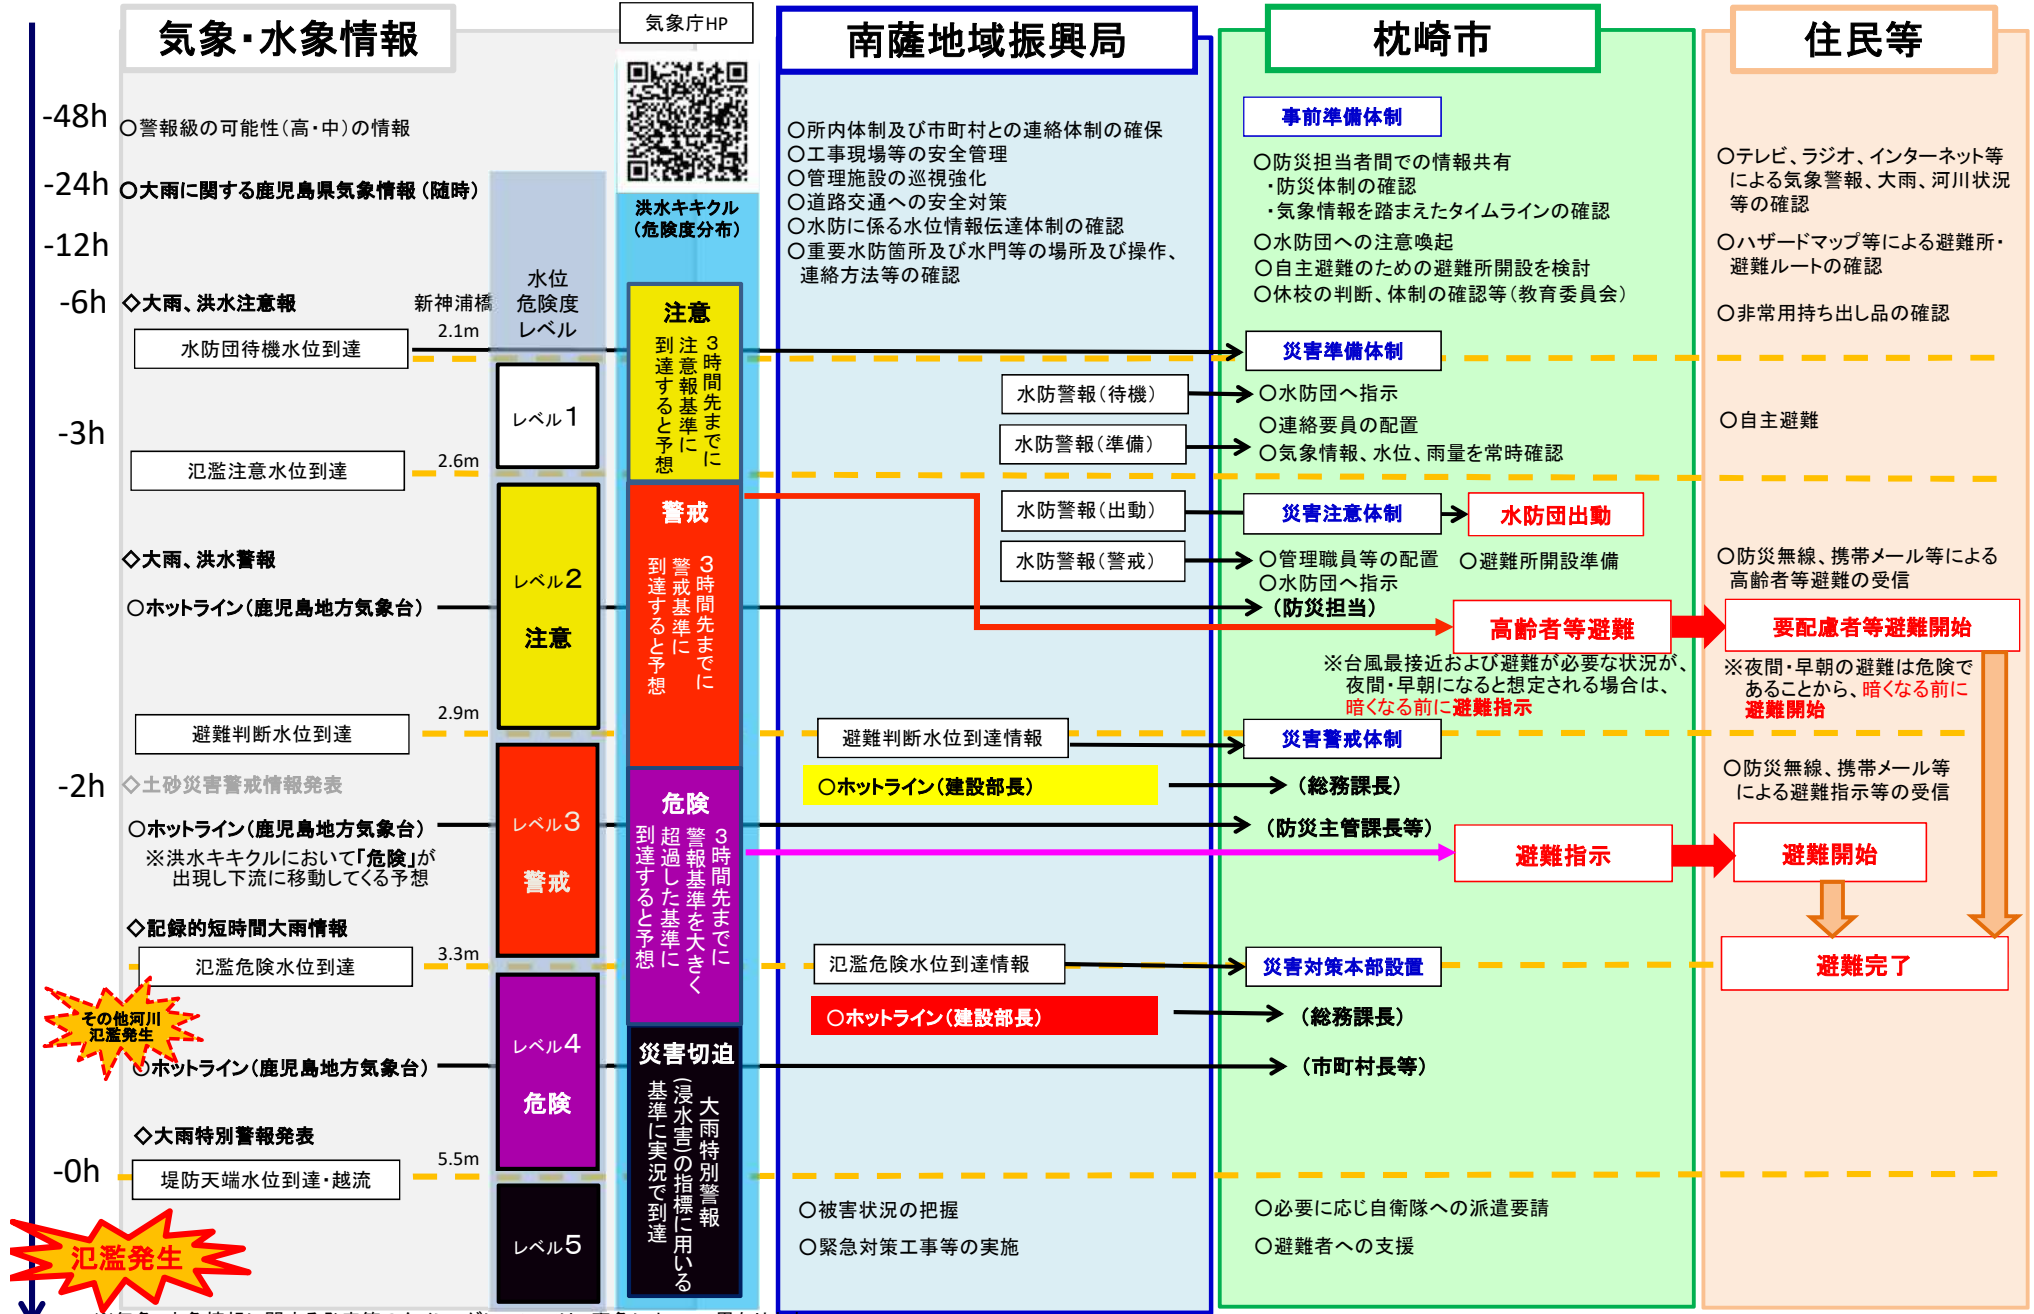 気象・水象情報
気象庁HP
南薩地域振興局
枕崎市
住民等
-48h
-24h
-12h
-6h
-3h
-2h
-0h
○警報級の可能性(高・中)の情報
○大雨に関する鹿児島県気象情報(随時)
◇大雨、洪水注意報
新神浦橋
2.1m
水防団待機水位到達
2.6m
氾濫注意水位到達
◇大雨、洪水警報
○ホットライン(鹿児島地方気象台)
2.9m
避難判断水位到達
◇土砂災害警戒情報発表
○ホットライン(鹿児島地方気象台)
※洪水キキクルにおいて「危険」が
出現し下流に移動してくる予想
◇記録的短時間大雨情報
3.3m
氾濫危険水位到達
その他河川
氾濫発生
○ホットライン(鹿児島地方気象台)
◇大雨特別警報発表
5.5m
堤防天端水位到達・越流
氾濫発生
水位
危険度
レベル
レベル1
レベル2
注意
レベル3
警戒
レベル4
危険
レベル5
洪水キキクル
(危険度分布)
注意
3時間先までに
注意報基準に
到達すると予想
警戒
3時間先までに
警戒基準に
到達すると予想
危険
3時間先までに
警報基準を大きく
超過した基準に
到達すると予想
災害切迫
大雨特別警報
(浸水害)の指標に用いる
基準に実況で到達
○所内体制及び市町村との連絡体制の確保
○工事現場等の安全管理
○管理施設の巡視強化
○道路交通への安全対策
○水防に係る水位情報伝達体制の確認
○重要水防箇所及び水門等の場所及び操作、
連絡方法等の確認
水防警報(待機)
水防警報(準備)
水防警報(出動)
水防警報(警戒)
避難判断水位到達情報
○ホットライン(建設部長)
氾濫危険水位到達情報
○ホットライン(建設部長)
○被害状況の把握
○緊急対策工事等の実施
事前準備体制
○防災担当者間での情報共有
・防災体制の確認
・気象情報を踏まえたタイムラインの確認
○水防団への注意喚起
○自主避難のための避難所開設を検討
○休校の判断、体制の確認等(教育委員会)
災害準備体制
○水防団へ指示
○連絡要員の配置
○気象情報、水位、雨量を常時確認
災害注意体制
水防団出動
○管理職員等の配置
○避難所開設準備
○水防団へ指示
(防災担当)
高齢者等避難
※台風最接近および避難が必要な状況が、
夜間・早朝になると想定される場合は、
暗くなる前に避難指示
災害警戒体制
(総務課長)
(防災主管課長等)
避難指示
災害対策本部設置
(総務課長)
(市町村長等)
○必要に応じ自衛隊への派遣要請
○避難者への支援
○テレビ、ラジオ、インターネット等
による気象警報、大雨、河川状況
等の確認
○ハザードマップ等による避難所・
避難ルートの確認
○非常用持ち出し品の確認
○自主避難
○防災無線、携帯メール等による
高齢者等避難の受信
要配慮者等避難開始
※夜間・早朝の避難は危険で
あることから、暗くなる前に
避難開始
○防災無線、携帯メール等
による避難指示等の受信
避難開始
避難完了